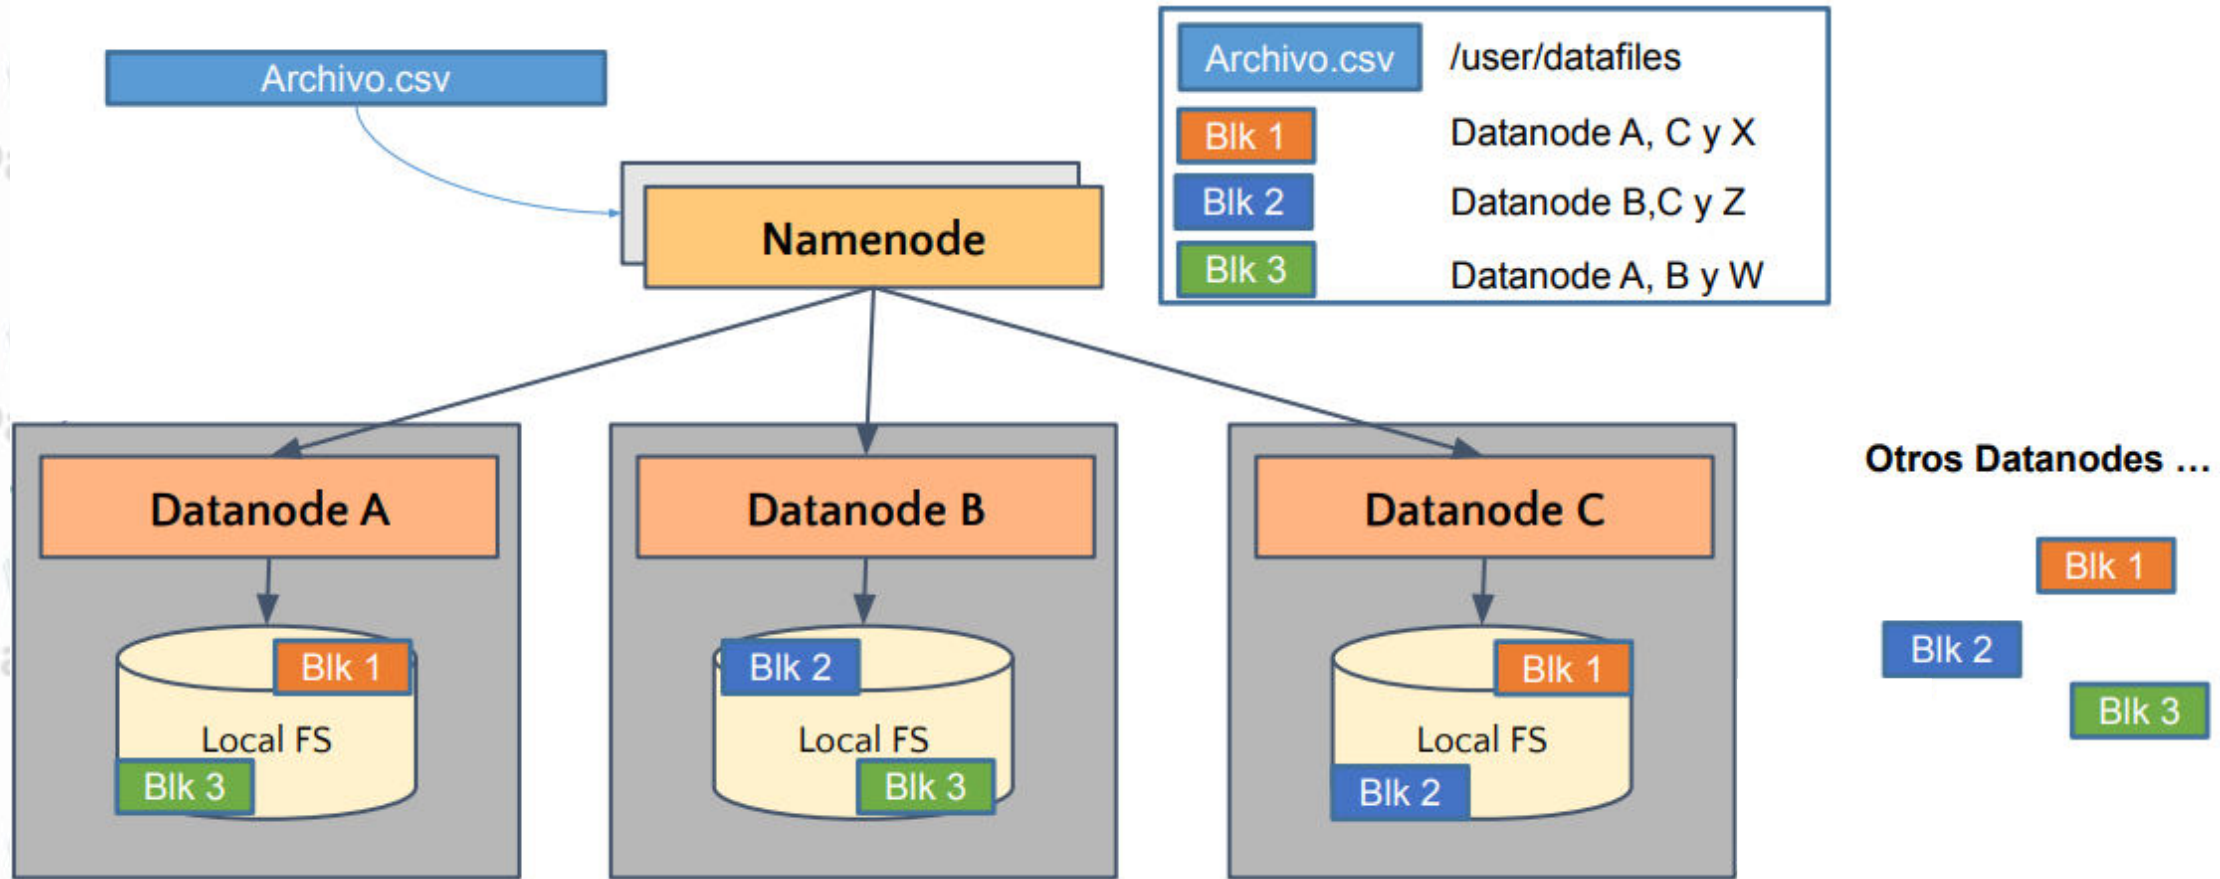 Archivo.csv
Namenode
Archivo.csv /user/datafiles
Blk 1 Datanode A, C y X
Blk 2 Datanode B,C y Z
Blk 3 Datanode A, B y W
Datanode A
Blk 1
Local FS
Blk 3
Datanode B
Blk 2
Local FS
Blk 3
Datanode C
Blk 1
Local FS
Blk 2
Otros Datanodes ...
Blk 1
Blk 2
Blk 3